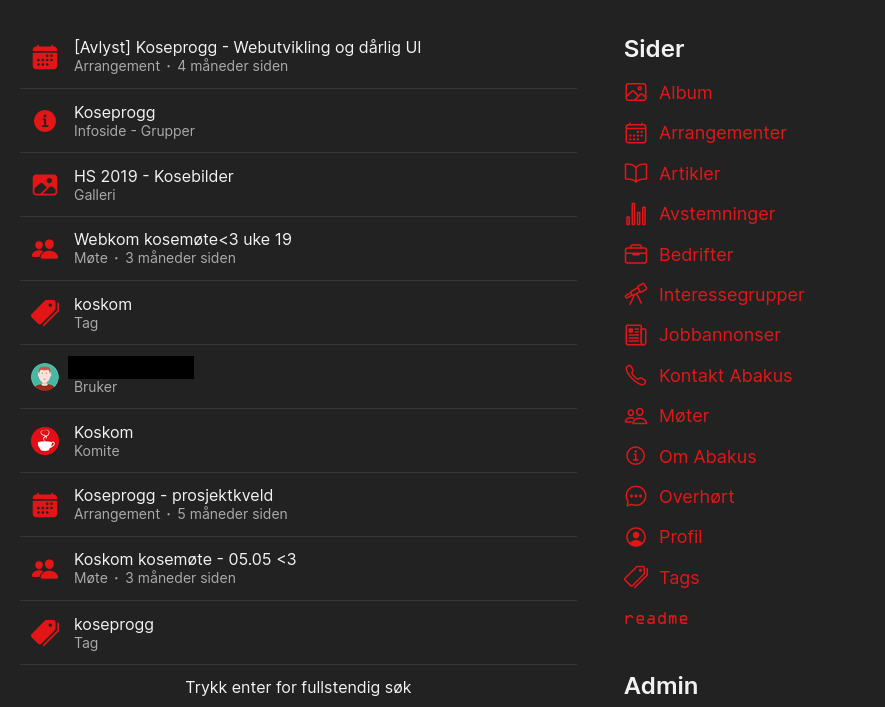 [Avlyst] Koseprogg - Webutvikling og dårlig UI
Arrangement • 4 måneder siden
Koseprogg
Infoside - Grupper
HS 2019 - Kosebilder
Galleri
Webkom kosemøte<3 uke 19
Møte • 3 måneder siden
koskom
Tag
Bruker
Koskom
Komite
Koseprogg - prosjektkveld
Arrangement • 5 måneder siden
Koskom kosemøte - 05.05 <3
Møte • 3 måneder siden
koseprogg
Tag
Trykk enter for fullstendig søk
Sider
Album
Arrangementer
Artikler
Avstemninger
Bedrifter
Interessegrupper
Jobbannonser
Kontakt Abakus
Møter
Om Abakus
Overhørt
Profil
Tags
readme
Admin